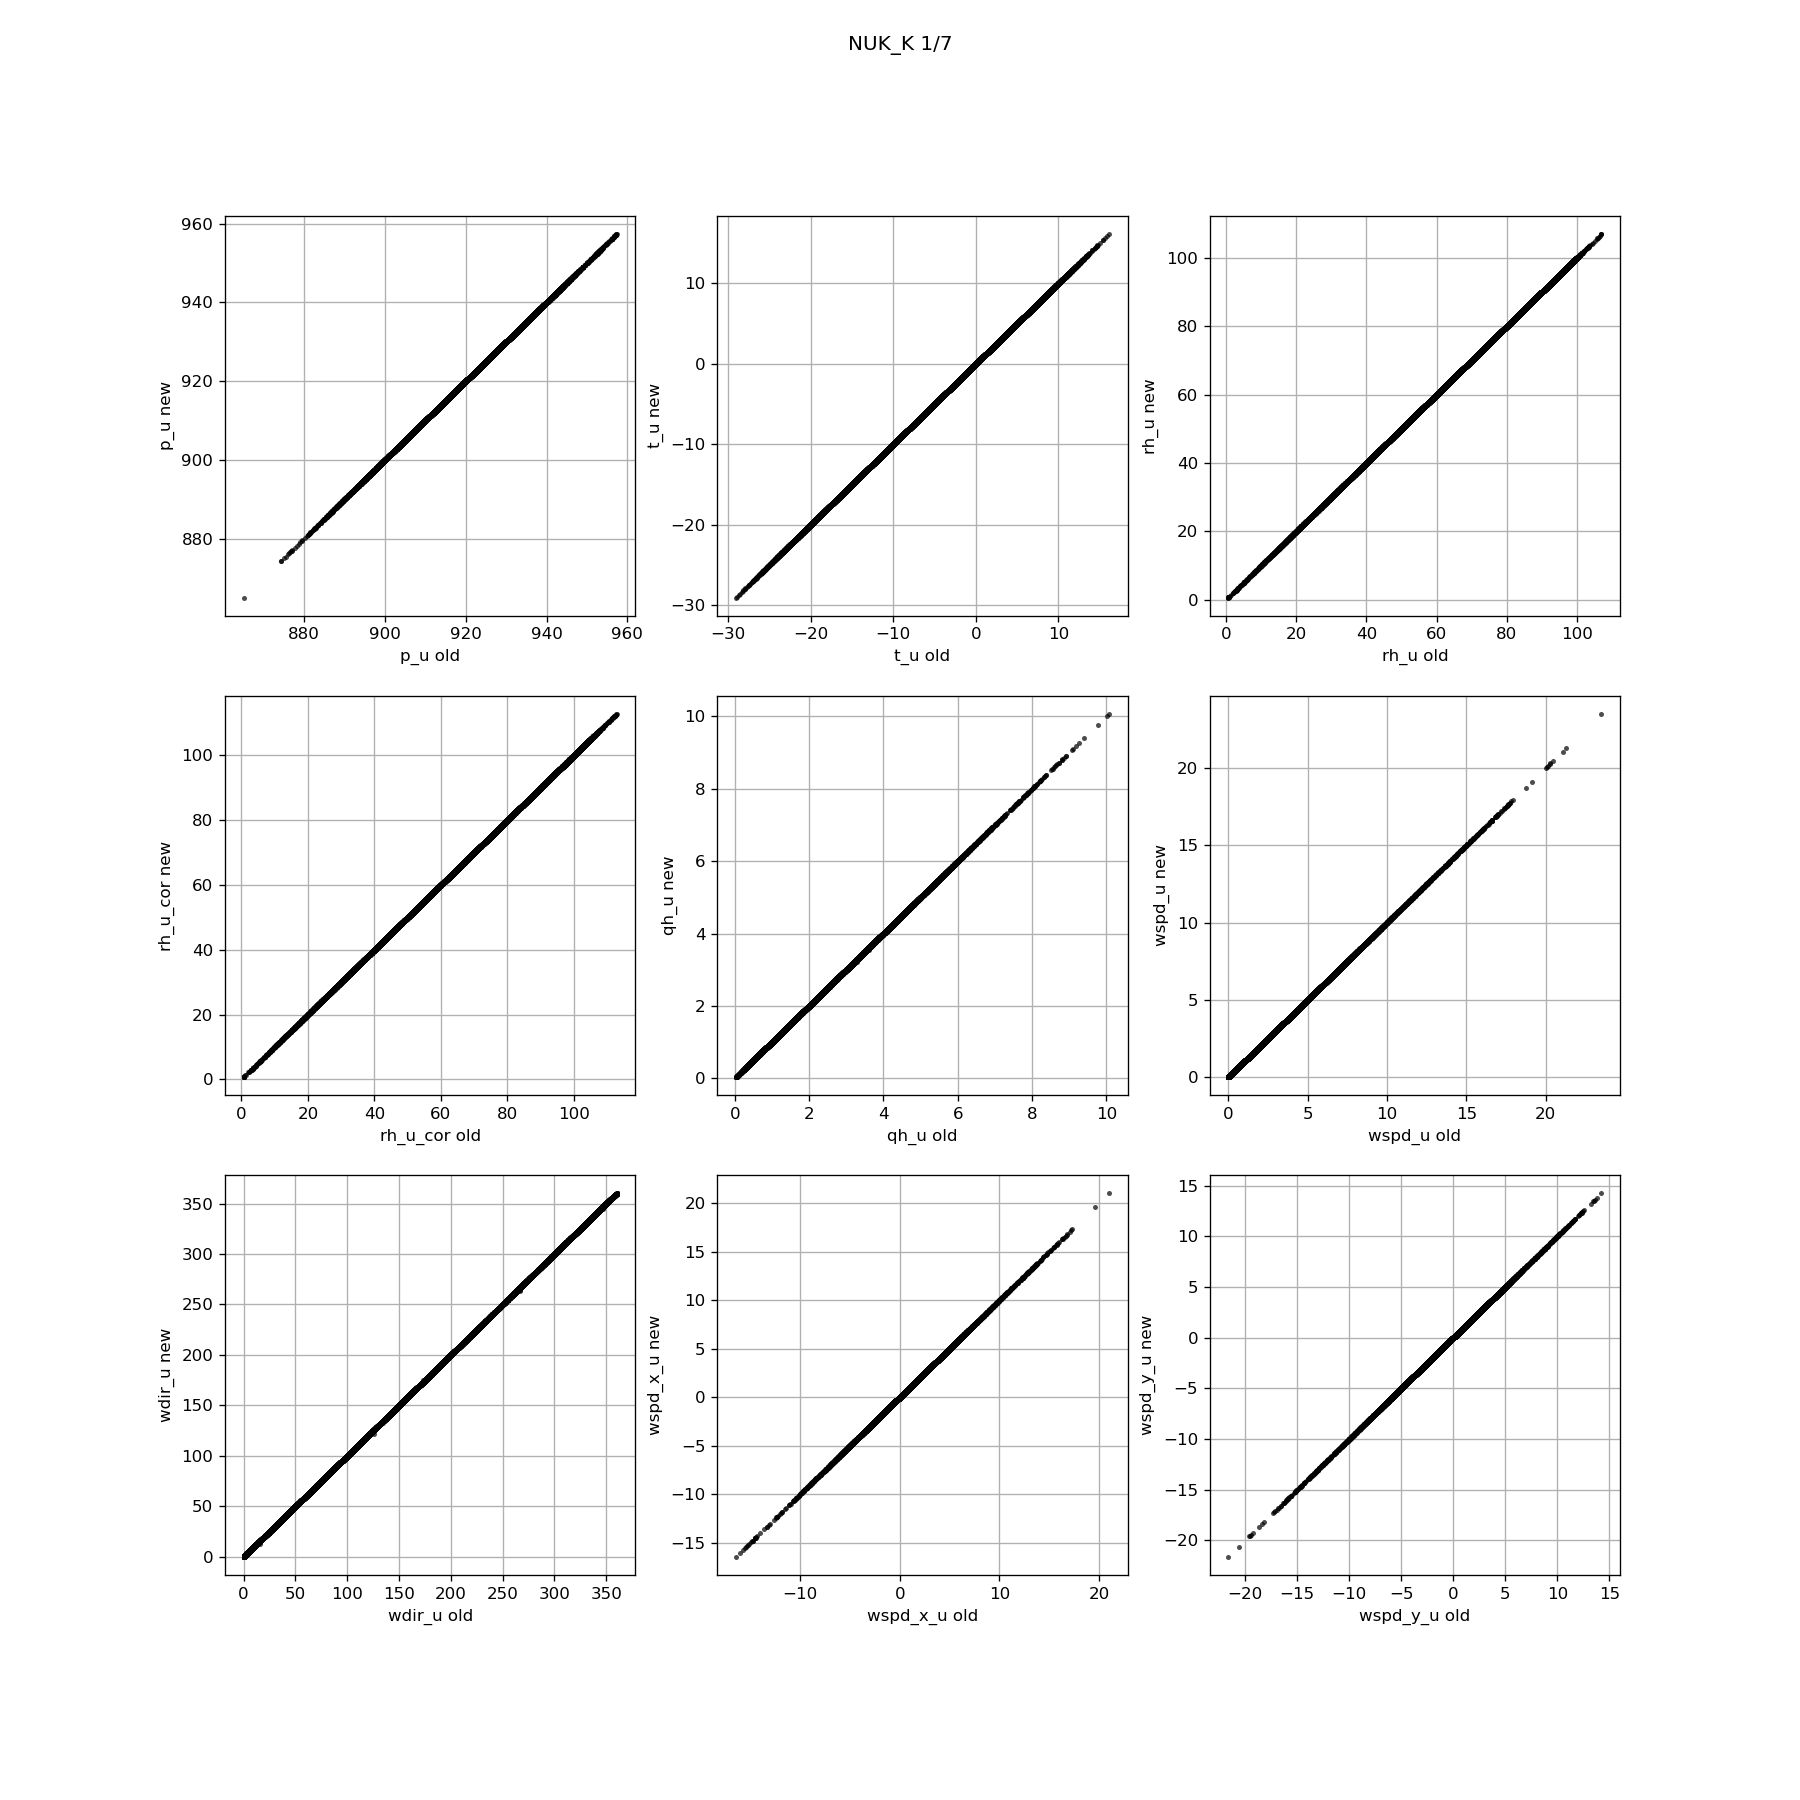 NUK_K 1/7
960
940
920
900
880
p_u new
880 900 920 940 960
p_u old
10
0
−10
−20
−30
t_u new
−30 −20 −10 0 10
t_u old
100
80
60
40
20
0
rh_u new
0 20 40 60 80 100
rh_u old
100
80
60
40
20
0
rh_u_cor new
0 20 40 60 80 100
rh_u_cor old
10
8
6
4
2
0
qh_u new
0 2 4 6 8 10
qh_u old
20
15
10
5
0
wspd_u new
0 5 10 15 20
wspd_u old
350
300
250
200
150
100
50
0
wdir_u new
0 50 100 150 200 250 300 350
wdir_u old
20
15
10
5
0
−5
−10
−15
wspd_x_u new
−10 0 10 20
wspd_x_u old
15
10
5
0
−5
−10
−15
−20
wspd_y_u new
−20 −15 −10 −5 0 5 10 15
wspd_y_u old